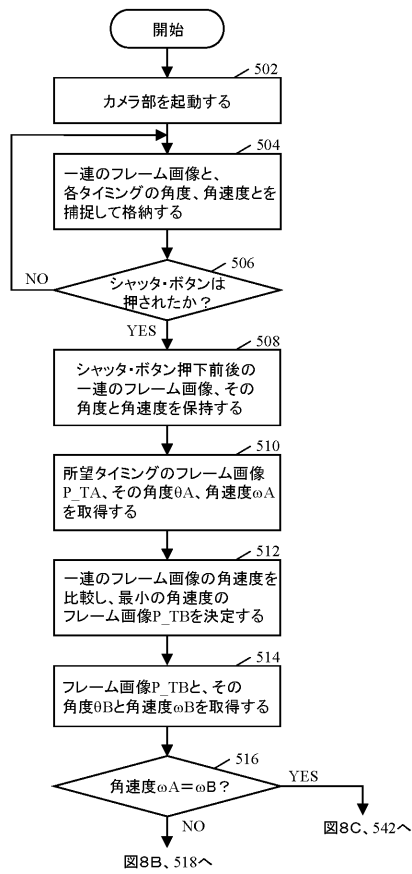 開始
502
カメラ部を起動する
504
一連のフレーム画像と、
各タイミングの角度、角速度とを
捕捉して格納する
506
シャッタ・ボタンは
押されたか?
NO
YES
508
シャッタ・ボタン押下前後の
一連のフレーム画像、その
角度と角速度を保持する
510
所望タイミングのフレーム画像
P_TA、その角度θA、角速度ωA
を取得する
512
一連のフレーム画像の角速度を
比較し、最小の角速度の
フレーム画像P_TBを決定する
514
フレーム画像P_TBと、その
角度θBと角速度ωBを取得する
516
角速度ωA=ωB?
YES
NO
図8C、542へ
図8B、518へ